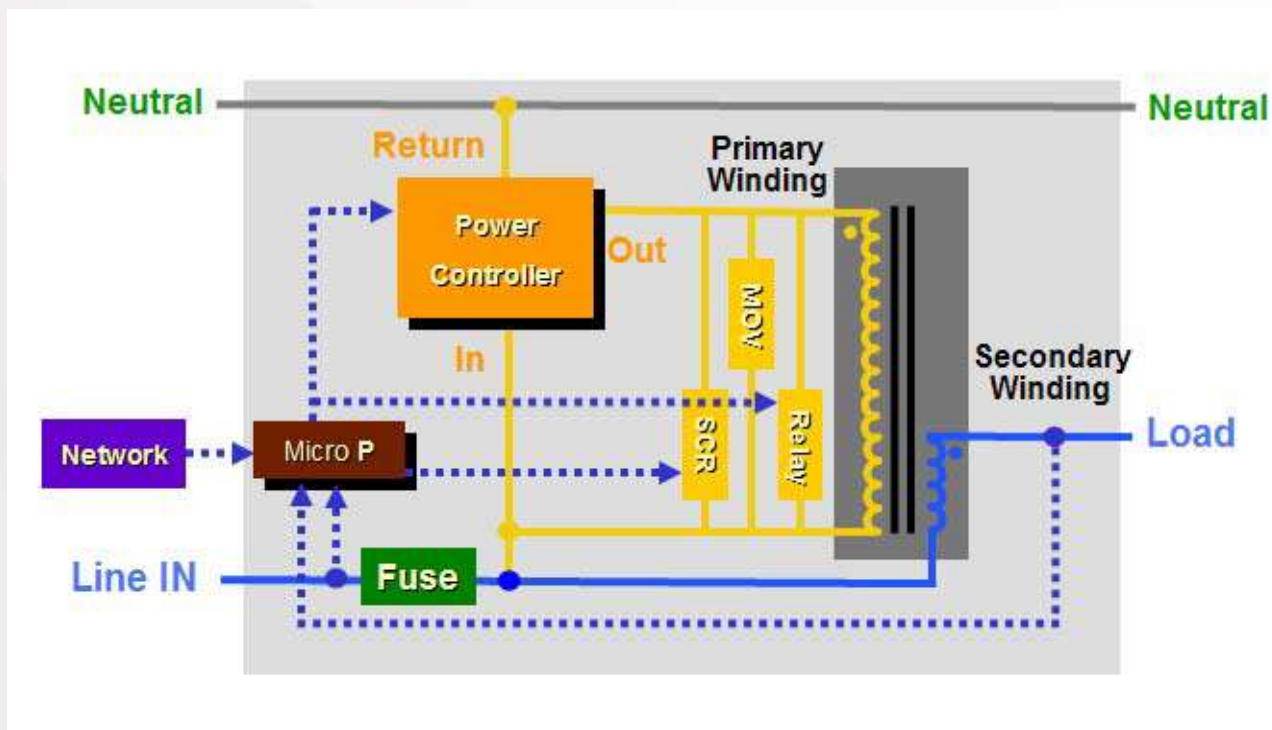 Neutral
Neutral
Return
Primary
Winding
Power
Controller
Out
MOV
In
Secondary
Winding
SCR
Relay
Load
Network
Micro P
Line IN
Fuse